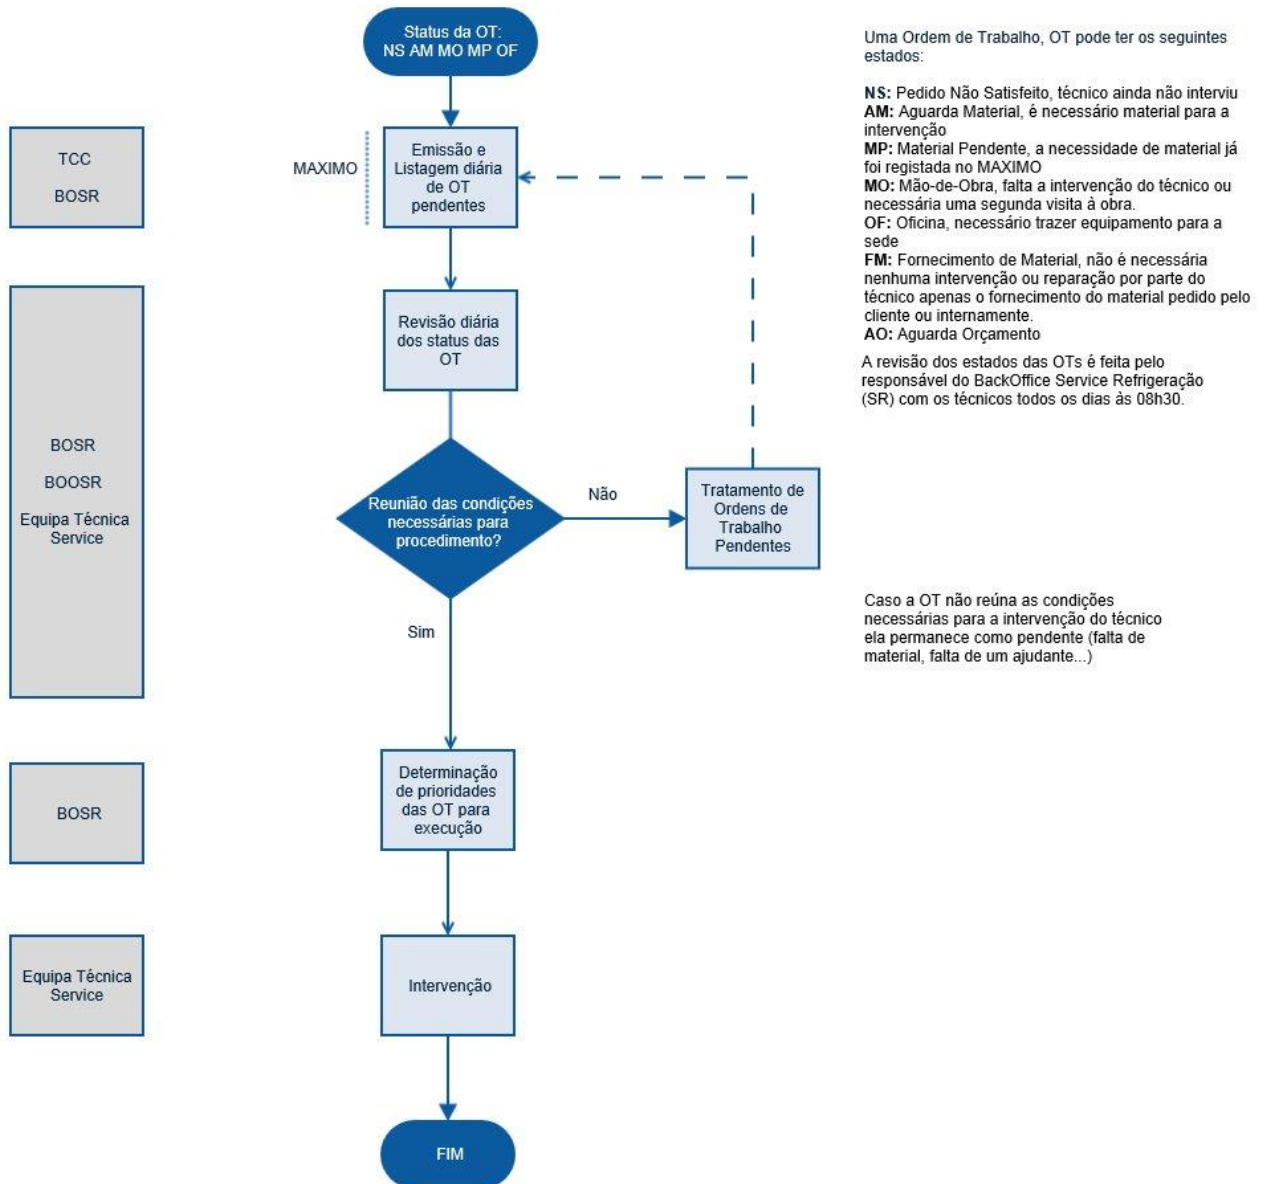 Status da OT:
NS AM MO MP OF
TCC
BOSR
MAXIMO
Emissão e
Listagem diária
de OT
pendentes
Revisão diária
dos status das
OT
BOSR
BOOSR
Equipa Técnica
Service
Reunião das condições
necessárias para
procedimento?
Não
Tratamento de
Ordens de
Trabalho
Pendentes
Sim
BOSR
Determinação
de prioridades
das OT para
execução
Equipa Técnica
Service
Intervenção
FIM
Uma Ordem de Trabalho, OT pode ter os seguintes
estados:
NS: Pedido Não Satisfeito, técnico ainda não interviu
AM: Aguarda Material, é necessário material para a
intervenção
MP: Material Pendente, a necessidade de material já
foi registada no MAXIMO
MO: Mão-de-Obra, falta a intervenção do técnico ou
necessária uma segunda visita à obra.
OF: Oficina, necessário trazer equipamento para a
sede
FM: Fornecimento de Material, não é necessária
nenhuma intervenção ou reparação por parte do
técnico apenas o fornecimento do material pedido pelo
cliente ou internamente.
AO: Aguarda Orçamento
A revisão dos estados das OTs é feita pelo
responsável do BackOffice Service Refrigeração
(SR) com os técnicos todos os dias às 08h30.
Caso a OT não reúna as condições
necessárias para a intervenção do técnico
ela permanece como pendente (falta de
material, falta de um ajudante...)